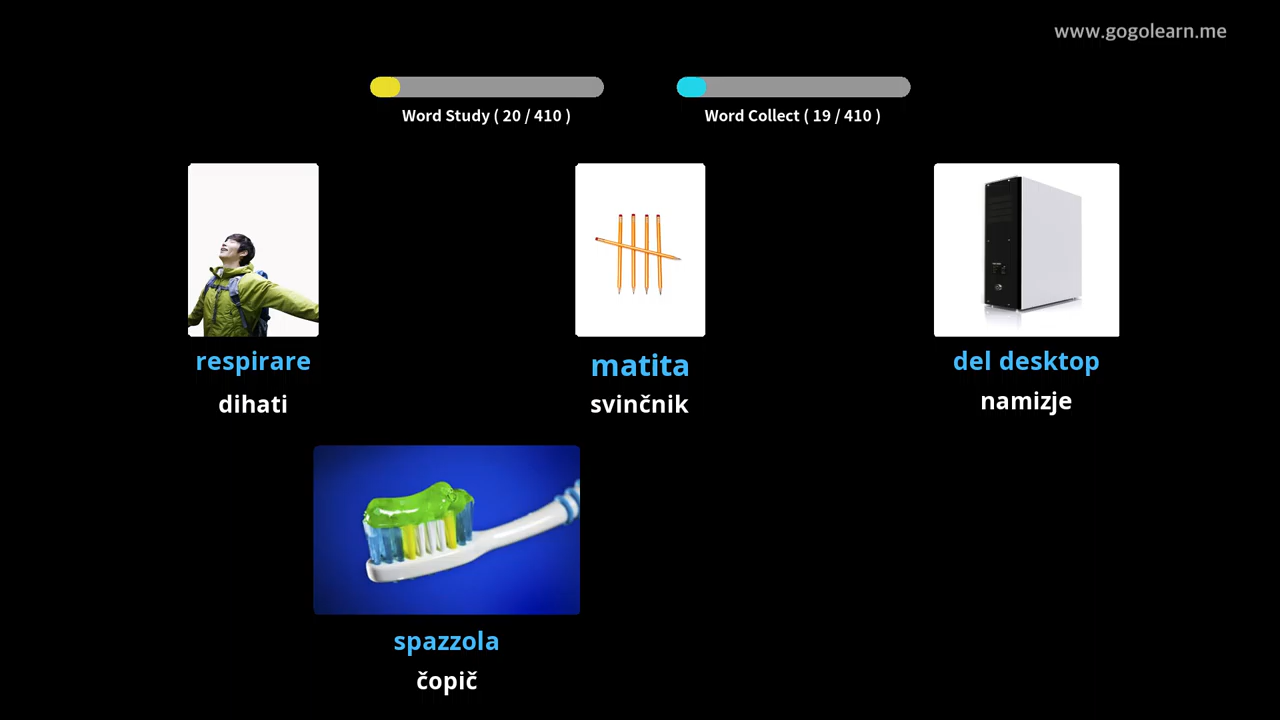 www.gogolearn.me
Word Study ( 20 / 410 )
Word Collect ( 19 / 410 )
respirare
dihati
matita
svinčnik
del desktop
namizje
spazzola
čopič